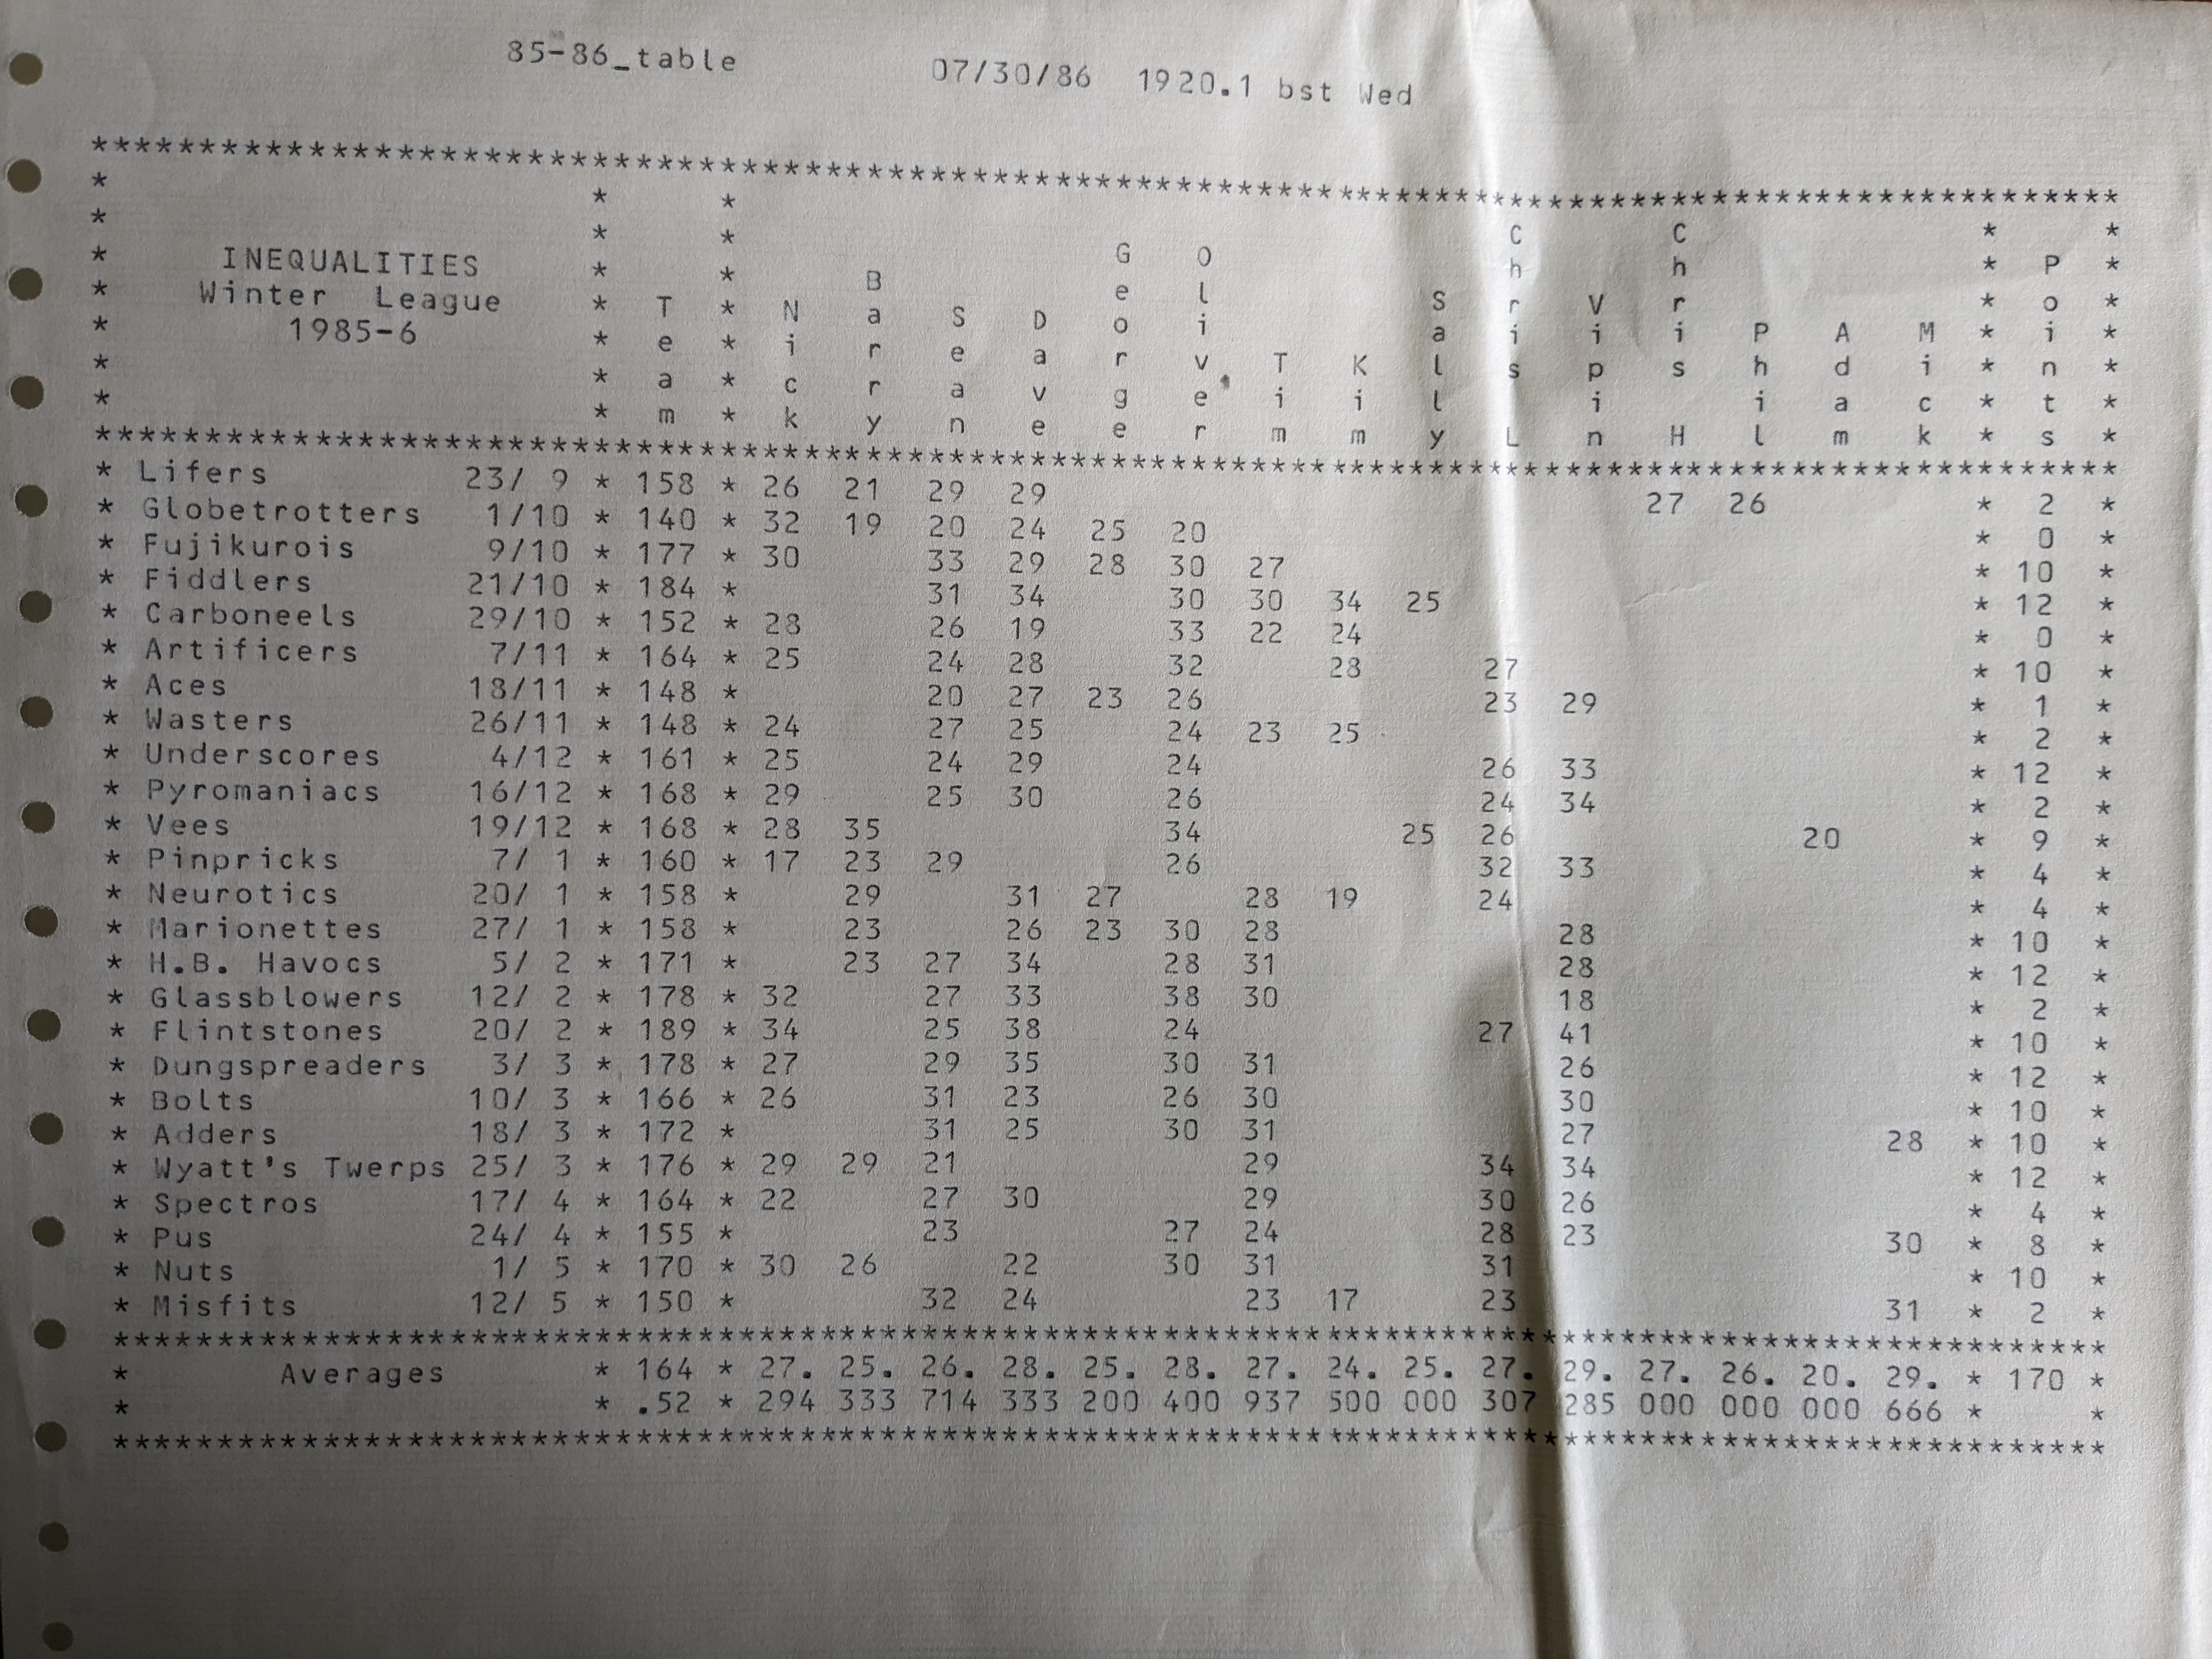 85-86_table 07/30/86 1920.1 bst Wed
************************************************************************************************
* * * * *
* * * C C * *
* INEQUALITIES * * G O h h * P *
* Winter League * T * N B e l S r V r * o *
* 1985-6 * e * i a S D o i a i i i P A M * i *
* * a * c r e a r v T K l s p s h d i * n *
* * m * k r a v g e i i l i i a c * t *
* y n e e r m m y L n H l m k * s *
************************************************************************************************
* Lifers 23/ 9 * 158 * 26 21 29 29 27 26 * 2 *
* Globetrotters 1/10 * 140 * 32 19 20 24 25 20 * 0 *
* Fujikurois 9/10 * 177 * 30 33 29 28 30 27 * 10 *
* Fiddlers 21/10 * 184 * 31 34 30 30 34 25 * 12 *
* Carboneels 29/10 * 152 * 28 26 19 33 22 24 * 0 *
* Artificers 7/11 * 164 * 25 24 28 32 28 27 * 10 *
* Aces 18/11 * 148 * 20 27 23 26 23 29 * 1 *
* Wasters 26/11 * 148 * 24 27 25 24 23 25 * 2 *
* Underscores 4/12 * 161 * 25 24 29 24 26 33 * 12 *
* Pyromaniacs 16/12 * 168 * 29 25 30 26 24 34 * 2 *
* Vees 19/12 * 168 * 28 35 34 25 26 20 * 9 *
* Pinpricks 7/ 1 * 160 * 17 23 29 26 32 33 * 4 *
* Neurotics 20/ 1 * 158 * 29 31 27 28 19 24 * 4 *
* Marionettes 27/ 1 * 158 * 23 26 23 30 28 28 * 10 *
* H.B. Havocs 5/ 2 * 171 * 23 27 34 28 31 28 * 12 *
* Glassblowers 12/ 2 * 178 * 32 27 33 38 30 18 * 2 *
* Flintstones 20/ 2 * 189 * 34 25 38 24 27 41 * 10 *
* Dungspreaders 3/ 3 * 178 * 27 29 35 30 31 26 * 12 *
* Bolts 10/ 3 * 166 * 26 31 23 26 30 30 * 10 *
* Adders 18/ 3 * 172 * 31 25 30 31 27 28 * 10 *
* Wyatt's Twerps 25/ 3 * 176 * 29 29 21 29 34 34 * 12 *
* Spectros 17/ 4 * 164 * 22 27 30 29 30 26 * 4 *
* Pus 24/ 4 * 155 * 23 27 24 28 23 30 * 8 *
* Nuts 1/ 5 * 170 * 30 26 22 30 31 31 * 10 *
* Misfits 12/ 5 * 150 * 32 24 23 17 23 31 * 2 *
************************************************************************************************
* Averages * 164 * 27. 25. 26. 28. 25. 28. 27. 24. 25. 27. 29. 27. 26. 20. 29. * 170 *
* * .52 * 294 333 714 333 200 400 937 500 000 307 285 000 000 000 666 * *
************************************************************************************************